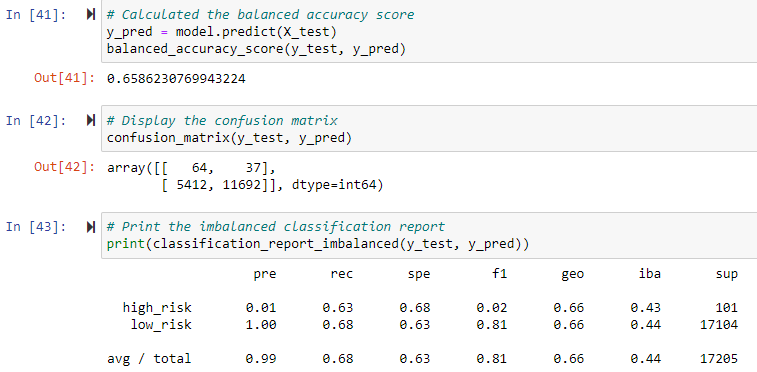 In [41]: # Calculated the balanced accuracy score
y_pred = model.predict(X_test)
balanced_accuracy_score(y_test, y_pred)
Out[41]: 0.6586230769943224
In [42]: # Display the confusion matrix
confusion_matrix(y_test, y_pred)
Out[42]: array([[   64,    37],
       [ 5412, 11692]], dtype=int64)
In [43]: # Print the imbalanced classification report
print(classification_report_imbalanced(y_test, y_pred))
pre rec spe f1 geo iba sup
high_risk 0.01 0.63 0.68 0.02 0.66 0.43 101
low_risk 1.00 0.68 0.63 0.81 0.66 0.44 17104
avg / total 0.99 0.68 0.63 0.81 0.66 0.44 17205